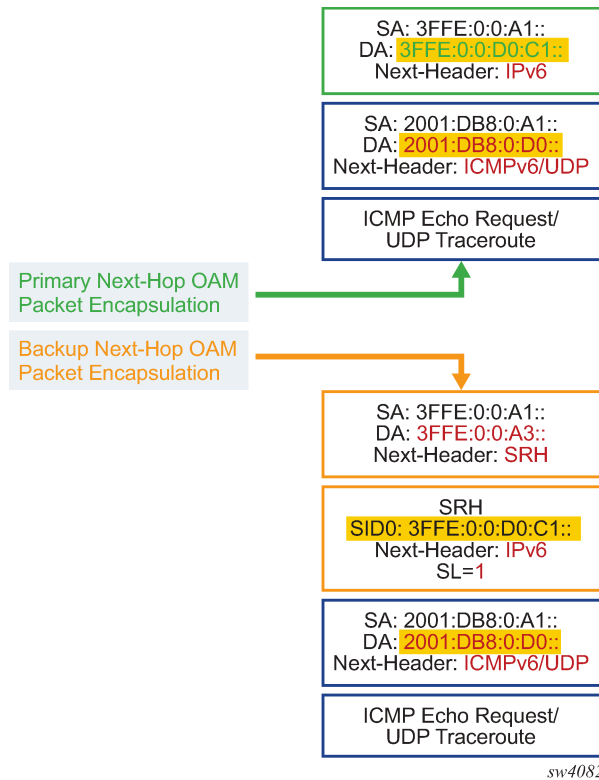 SA: 3FFE:0:0:A1::
DA: 3FFE:0:0:D0:C1::
Next-Header: IPv6
SA: 2001:DB8:0:A1::
DA: 2001:DB8:0:D0::
Next-Header: ICMPv6/UDP
ICMP Echo Request/
UDP Traceroute
Primary Next-Hop OAM
Packet Encapsulation
Backup Next-Hop OAM
Packet Encapsulation
SA: 3FFE:0:0:A1::
DA: 3FFE:0:0:A3::
Next-Header: SRH
SRH
SID0: 3FFE:0:0:D0:C1::
Next-Header: IPv6
SL=1
SA: 2001:DB8:0:A1::
DA: 2001:DB8:0:D0::
Next-Header: ICMPv6/UDP
ICMP Echo Request/
UDP Traceroute
sw4082